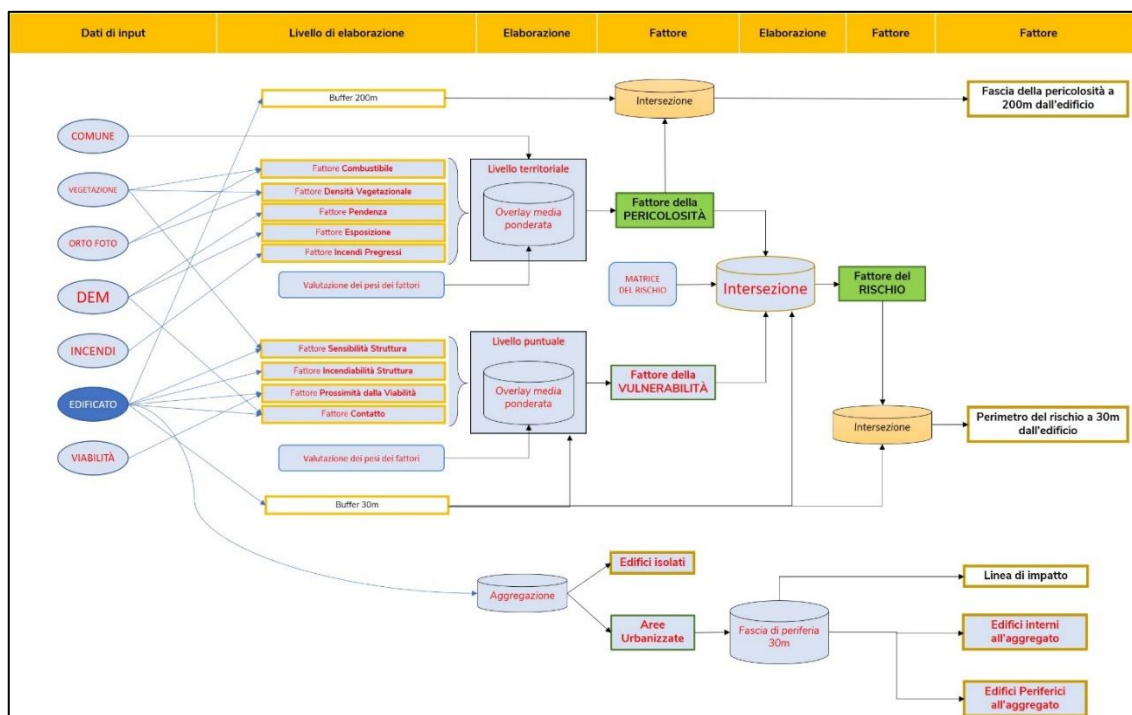 Dati di input
Livello di elaborazione
Elaborazione
Fattore
Elaborazione
Fattore
Fattore
Buffer 200m
Intersezione
Fascia della pericolosità a
200m dall'edificio
COMUNE
VEGETAZIONE
ORTO FOTO
DEM
INCENDI
EDIFICATO
VIABILITÀ
Fattore Combustibile
Fattore Densità Vegetazionale
Fattore Pendenza
Fattore Esposizione
Fattore Incendi Pregressi
Valutazione dei pesi dei fattori
Livello territoriale
Overlay media
ponderata
Fattore della
PERICOLOSITÀ
MATRICE
DEL RISCHIO
Intersezione
Fattore del
RISCHIO
Fattore Sensibilità Struttura
Fattore Incendiabilità Struttura
Fattore Prossimità dalla Viabilità
Fattore Contatto
Valutazione dei pesi dei fattori
Livello puntuale
Overlay media
ponderata
Fattore della
VULNERABILITÀ
Intersezione
Perimetro del rischio a 30m
dall'edificio
Buffer 30m
Aggregazione
Edifici isolati
Aree
Urbanizzate
Fascia di periferia
30m
Linea di impatto
Edifici interni
all'aggregato
Edifici Periferici
all'aggregato